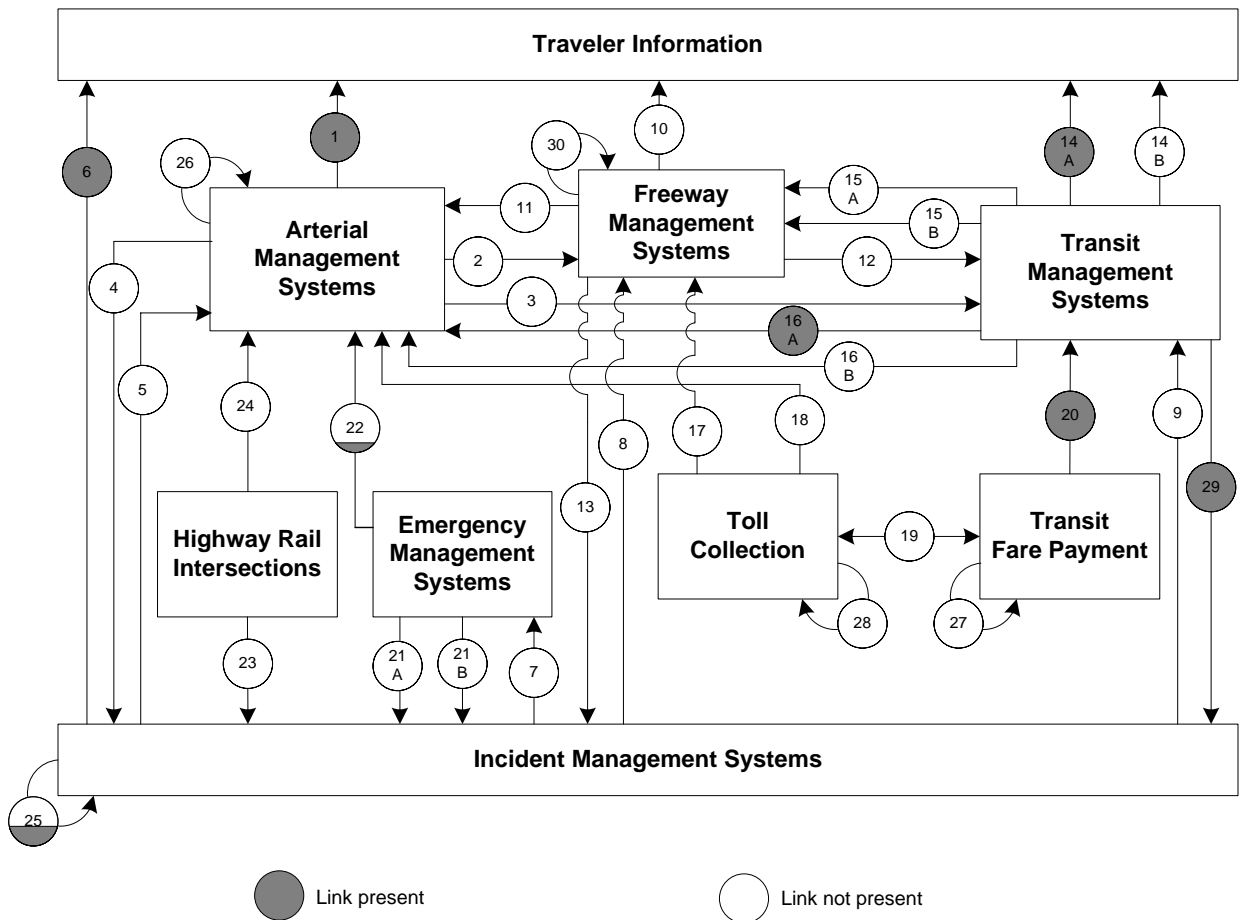 Traveler Information
1
10
14
A
14
B
6
26
30
15
A
11
Freeway
Management
Systems
15
B
Arterial
Management
Systems
Transit
Management
Systems
2
12
4
3
16
A
16
B
5
24
22
8
17
18
20
9
13
29
Highway Rail
Intersections
Emergency
Management
Systems
Toll
Collection
19
Transit
Fare Payment
28
27
23
21
A
21
B
7
Incident Management Systems
25
Link present
Link not present